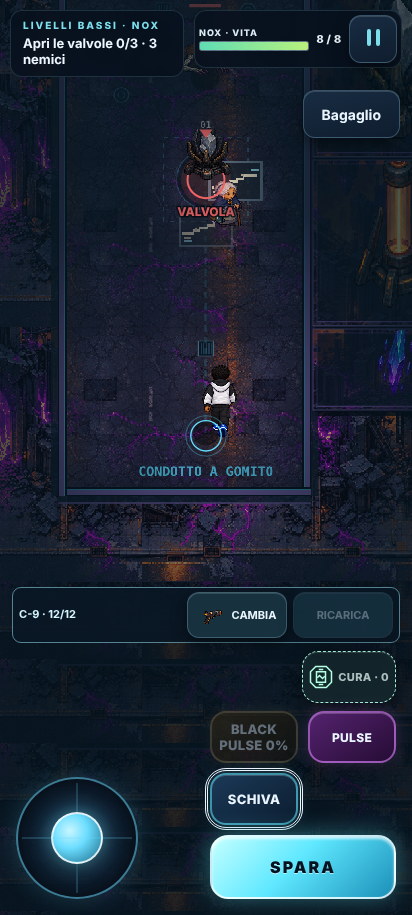 LIVELLI BASSI · NOX
Apri le valvole 0/3 · 3
nemici
NOX · VITA
8 / 8
Bagaglio
01
VALVOLA
CONDOTTO A GOMITO
C-9 · 12/12
CAMBIA
RICARICA
CURA · 0
BLACK
PULSE 0%
PULSE
SCHIVA
SPARA